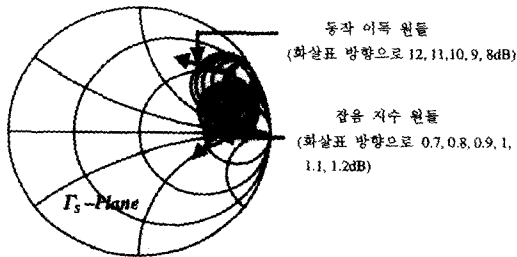 동작 이득 원들
(화살표 방향으로 12, 11,10, 9, 8dB)
잡음 지수 원들
(화살표 방향으로 0.7, 0.8, 0.9, 1,
1.1, 1.2dB)
Γs-Plane